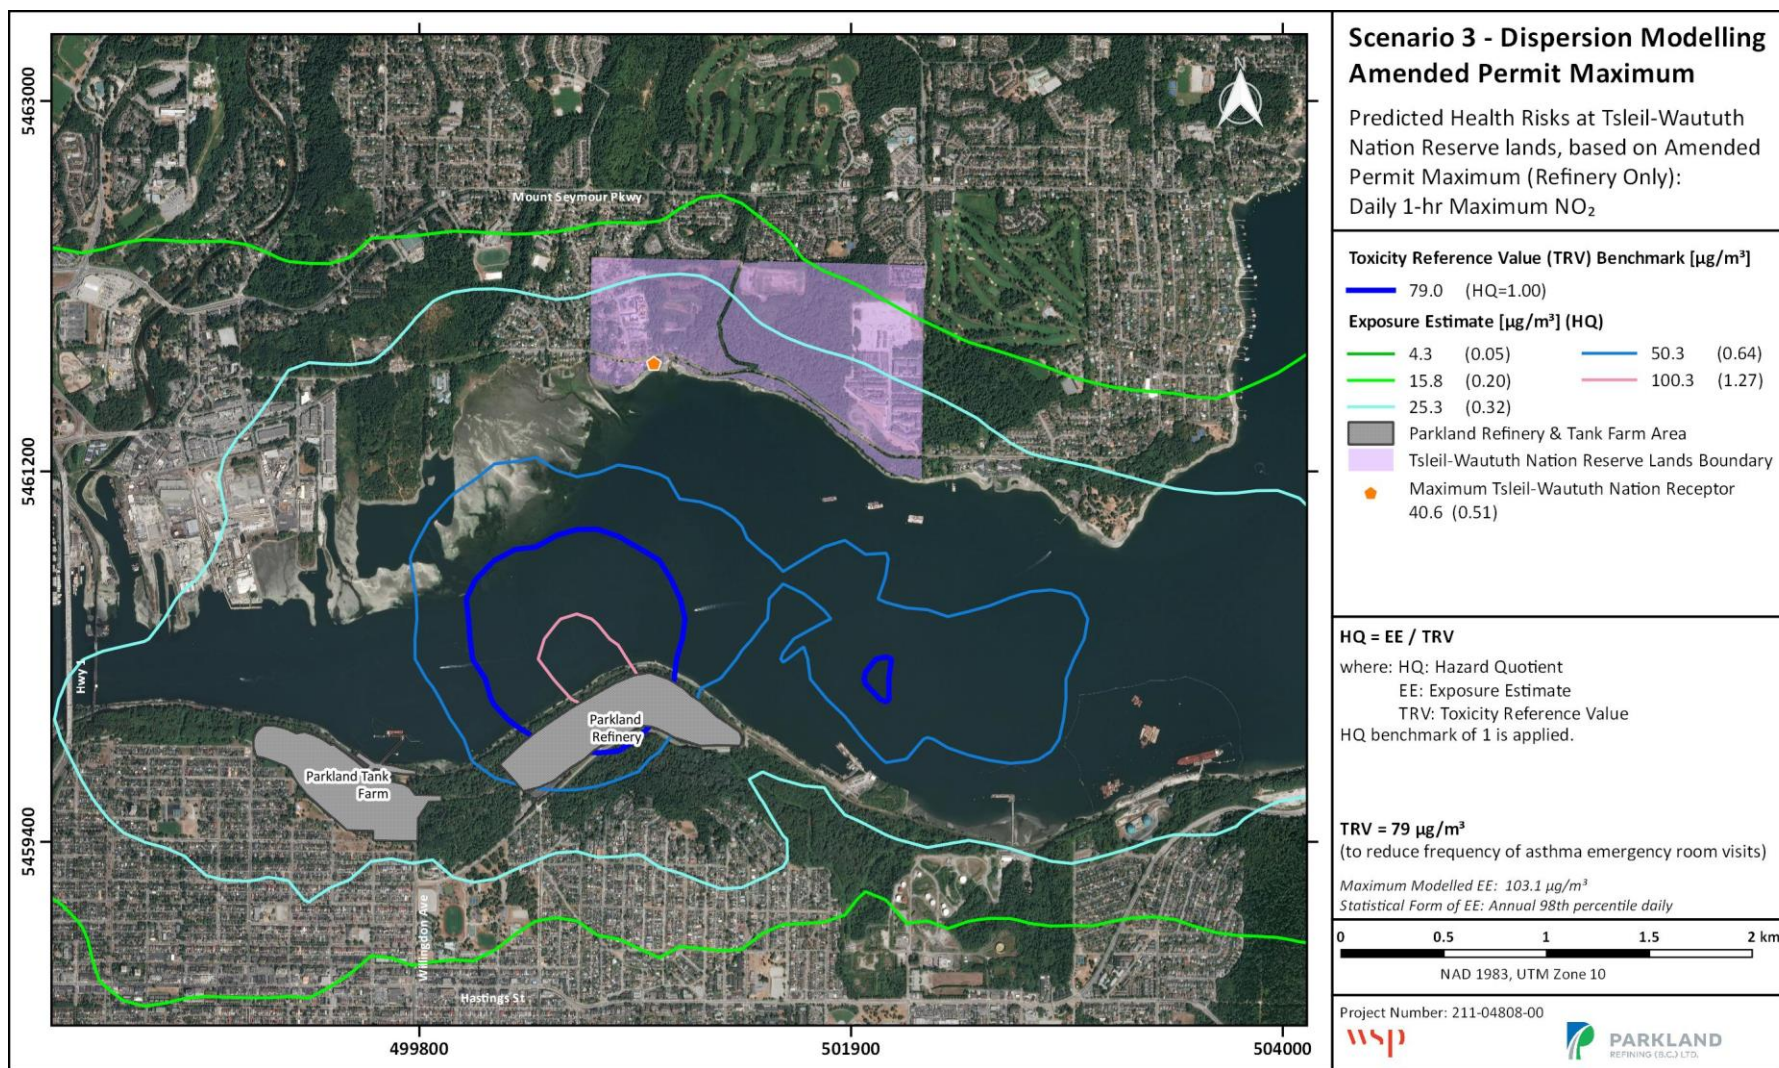 Scenario 3 - Dispersion Modelling
Amended Permit Maximum
Predicted Health Risks at Tsleil-Waututh
Nation Reserve lands, based on Amended
Permit Maximum (Refinery Only):
Daily 1-hr Maximum NO₂
Toxicity Reference Value (TRV) Benchmark [µg/m³]
79.0 (HQ=1.00)
Exposure Estimate [µg/m³] (HQ)
4.3 (0.05) 50.3 (0.64)
15.8 (0.20) 100.3 (1.27)
25.3 (0.32)
Parkland Refinery & Tank Farm Area
Tsleil-Waututh Nation Reserve Lands Boundary
Maximum Tsleil-Waututh Nation Receptor
40.6 (0.51)
HQ = EE / TRV
where: HQ: Hazard Quotient
EE: Exposure Estimate
TRV: Toxicity Reference Value
HQ benchmark of 1 is applied.
TRV = 79 µg/m³
(to reduce frequency of asthma emergency room visits)
Maximum Modelled EE: 103.1 µg/m³
Statistical Form of EE: Annual 98th percentile daily
0 0.5 1 1.5 2 km
NAD 1983, UTM Zone 10
Project Number: 211-04808-00
wsp
PARKLAND
REFINING (B.C.) LTD.
N
5463000
5461200
5459400
499800
501900
504000
Mount Seymour Pkwy
Hwy 1
Parkland
Refinery
Parkland Tank
Farm
Willingdon Ave
Hastings St